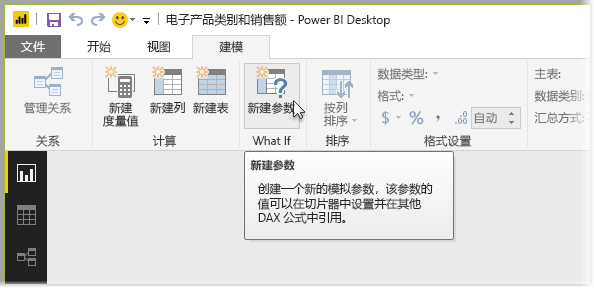 电子产品类别和销售额 - Power BI Desktop
文件 开始 视图 建模
管理关系
新建
度量值
新建列
新建表
新建参数
按列
排序
数据类型:
格式:
$ % , .00 自动
主表:
数据类别:
汇总方式:
关系 计算 What If 排序 格式设置
新建参数
创建一个新的模拟参数，该参数的
值可以在切片器中设置并在其他
DAX 公式中引用。